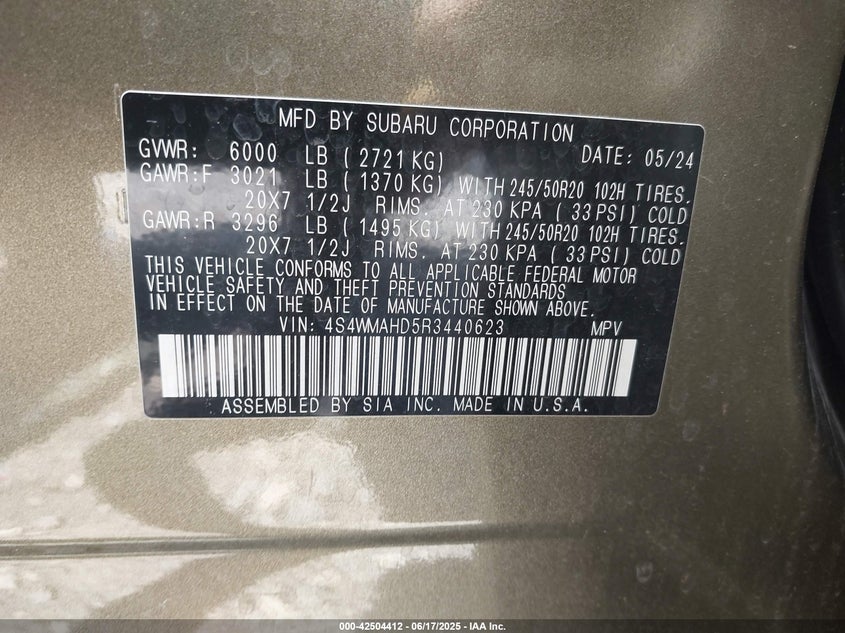 MFD BY SUBARU CORPORATION
GVWR: 6000 LB ( 2721 KG) DATE: 05/24
GAWR:F 3021 LB ( 1370 KG) WITH 245/50R20 102H TIRES.
20X7 1/2J RIMS. AT 230 KPA ( 33 PSI) COLD
GAWR:R 3296 LB ( 1495 KG) WITH 245/50R20 102H TIRES.
20X7 1/2J RIMS. AT 230 KPA ( 33 PSI) COLD
THIS VEHICLE CONFORMS TO ALL APPLICABLE FEDERAL MOTOR
VEHICLE SAFETY AND THEFT PREVENTION STANDARDS
IN EFFECT ON THE DATE OF MANUFACTURE SHOWN ABOVE.
VIN: 4S4WMAHD5R3440623 MPV
ASSEMBLED BY SIA INC. MADE IN U.S.A.
000-42504412 - 06/17/2025 - IAA Inc.